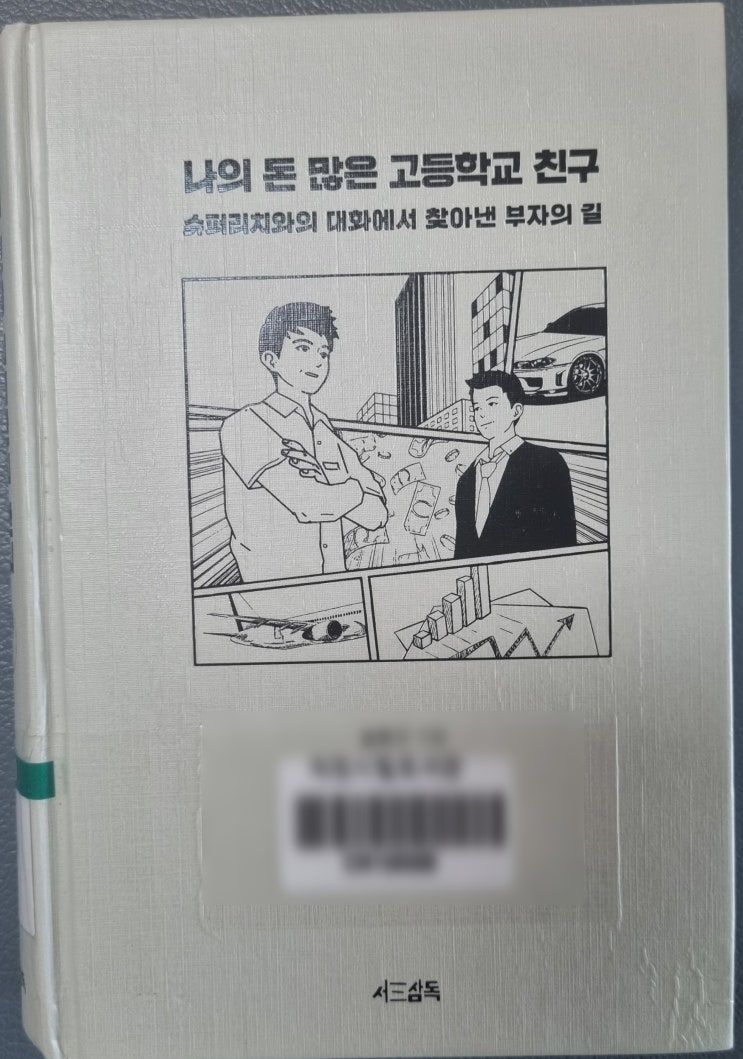 나의 돈 많은 고등학교 친구
슈퍼리치와의 대화에서 찾아낸 부자의 길
서三삼독